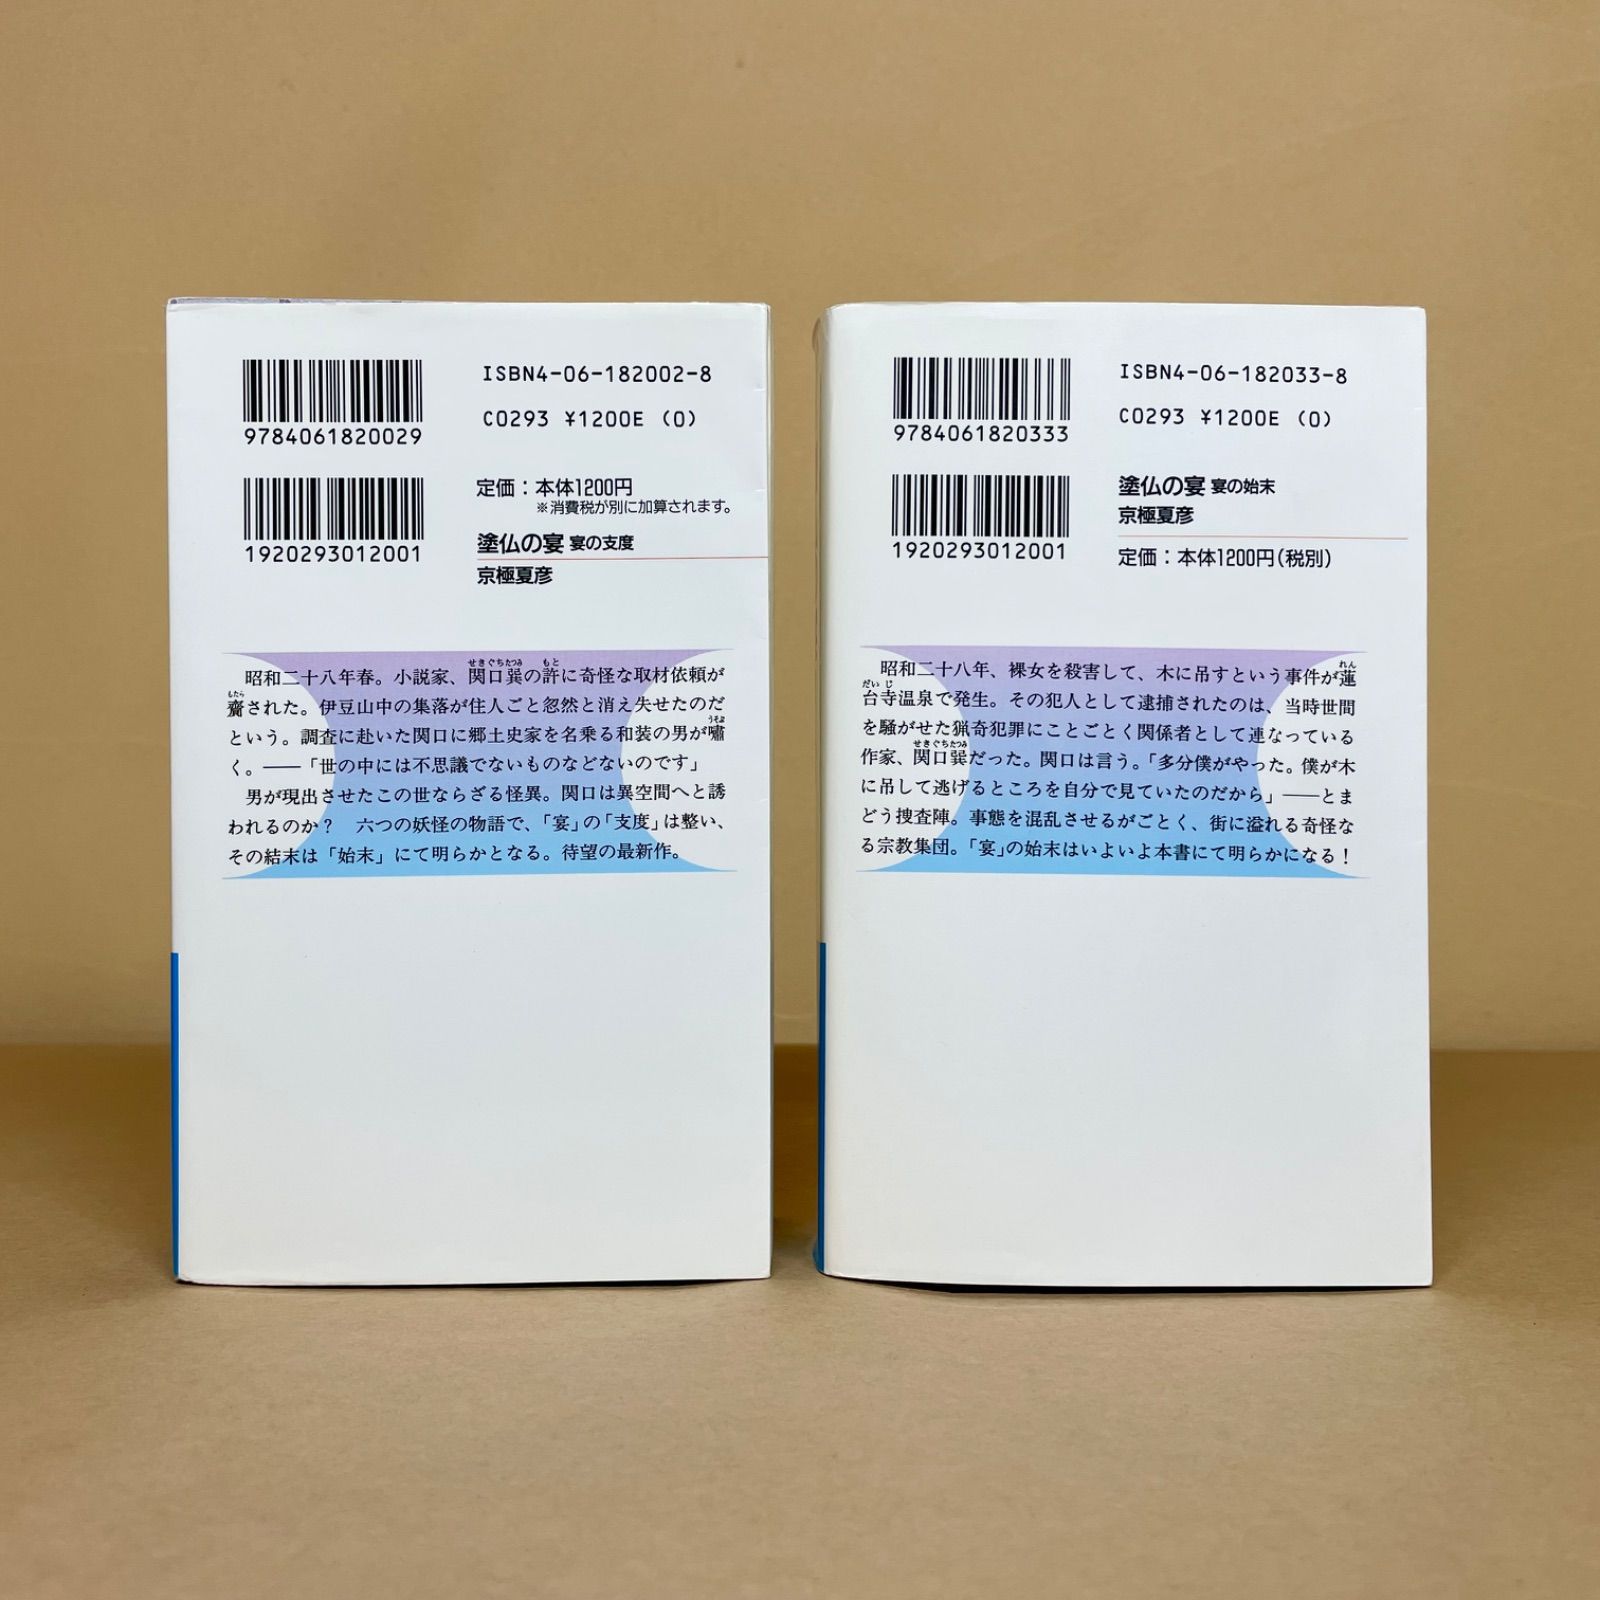 ISBN4-06-182002-8
C0293 ¥1200E (0)
9784061820029
1920293012001
定価：本体1200円
※消費税が別に加算されます。
塗仏の宴 宴の支度
京極夏彦
昭和二十八年春。小説家、関口巽の許に奇怪な取材依頼が
齎された。伊豆山中の集落が住人ごと忽然と消え失せたのだ
という。調査に赴いた関口に郷土史家を名乗る和装の男が嘯
く。――「世の中には不思議でないものなどないのです」
男が現出させたこの世ならざる怪異。関口は異空間へと誘
われるのか？　六つの妖怪の物語で、「宴」の「支度」は整い、
その結末は「始末」にて明らかとなる。待望の最新作。
ISBN4-06-182033-8
C0293 ¥1200E (0)
9784061820333
1920293012001
塗仏の宴 宴の始末
京極夏彦
定価：本体1200円(税別)
昭和二十八年、裸女を殺害して、木に吊すという事件が蓮
台寺温泉で発生。その犯人として逮捕されたのは、当時世間
を騒がせた猟奇犯罪にことごとく関係者として連なっている
作家、関口巽だった。関口は言う。「多分僕がやった。僕が木
に吊して逃げるところを自分で見ていたのだから」――とま
どう捜査陣。事態を混乱させるがごとく、街に溢れる奇怪な
る宗教集団。「宴」の始末はいよいよ本書にて明らかになる！